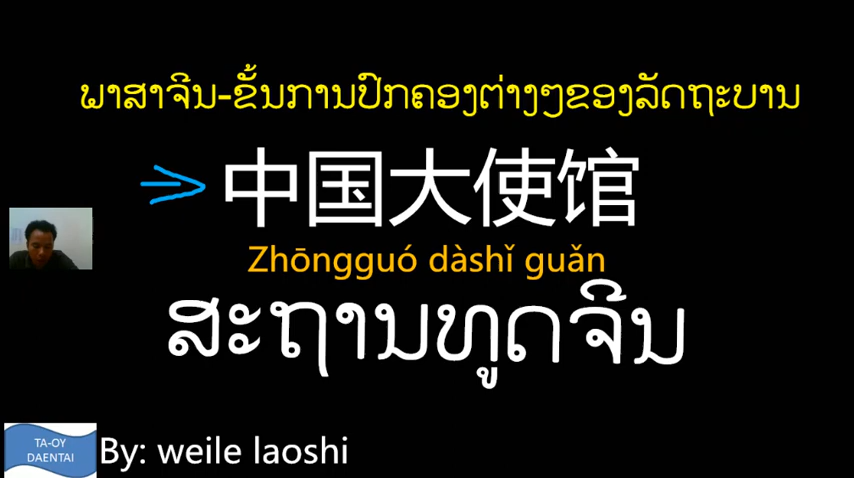 ພາສາຈີນ-ຂັ້ນການປົກຄອງຕ່າງໆຂອງລັດຖະບານ
中国大使馆
Zhōngguó dàshǐ guǎn
ສະຖານທູດຈີນ
TA-OY
DAENTAI
By: weile laoshi